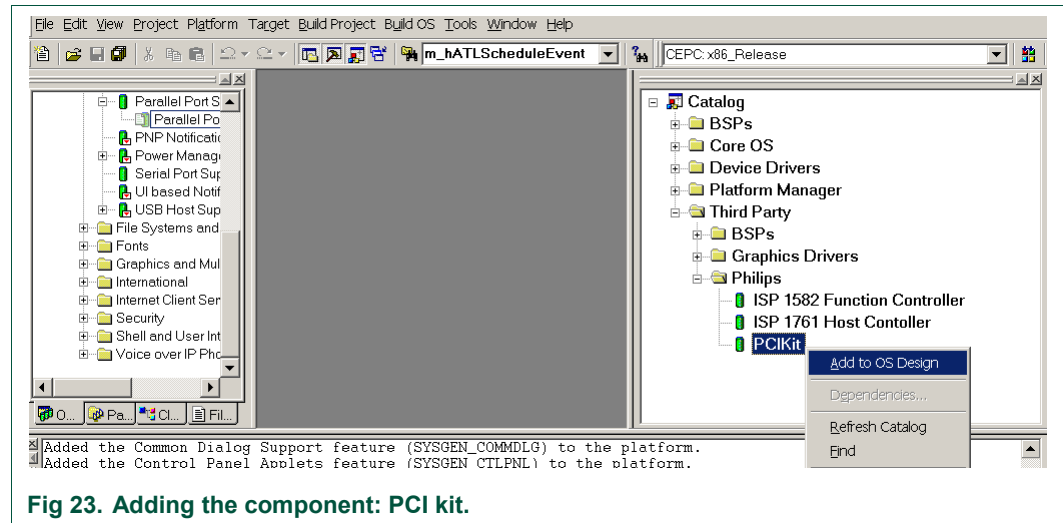 File Edit View Project Platform Target Build Project Build OS Tools Window Help
m_hATLScheduleEvent
CEPC: x86_Release
Parallel Port S
Parallel Po
PNP Notificatio
Power Manage
Serial Port Sup
UI based Notif
USB Host Sup
File Systems and
Fonts
Graphics and Mul
International
Internet Client Ser
Security
Shell and User Int
Voice over IP Pho
O...
Pa...
Cl...
Fil...
Catalog
BSPs
Core OS
Device Drivers
Platform Manager
Third Party
BSPs
Graphics Drivers
Philips
ISP 1582 Function Controller
ISP 1761 Host Contoller
PCIKit
Add to OS Design
Dependencies...
Refresh Catalog
Find
Added the Common Dialog Support feature (SYSGEN_COMMDLG) to the platform.
Added the Control Panel Applets feature (SYSGEN_CTLPNL) to the platform.
Fig 23. Adding the component: PCI kit.